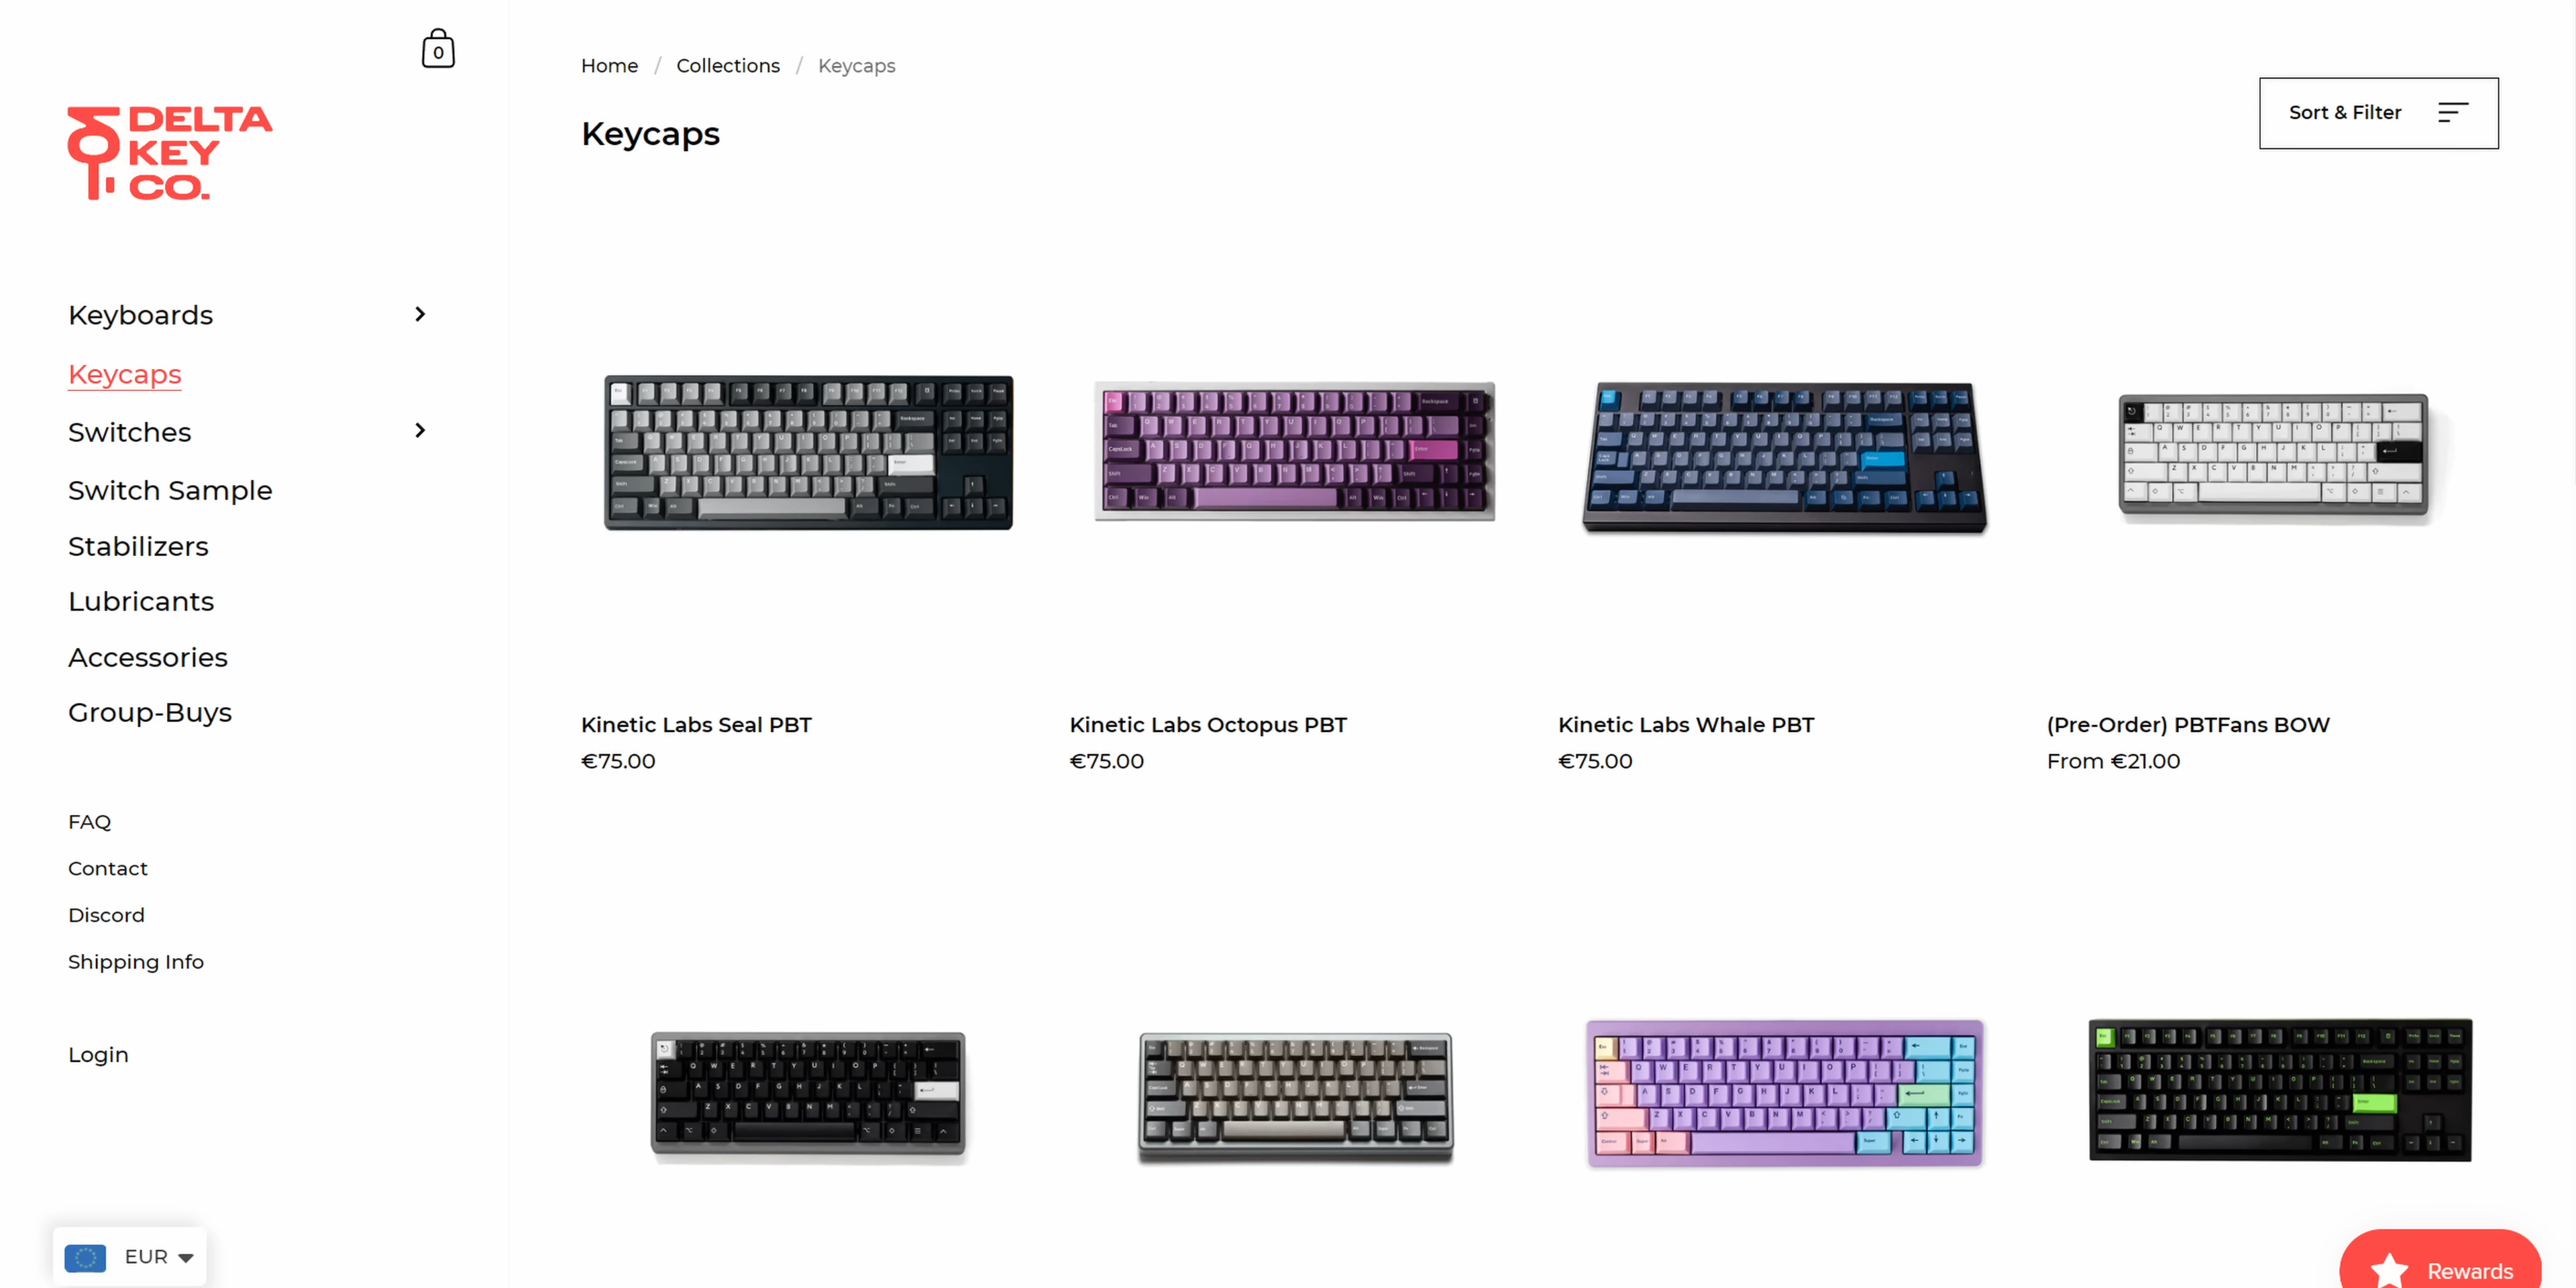 0
DELTA
KEY
CO.
Keyboards
Keycaps
Switches
Switch Sample
Stabilizers
Lubricants
Accessories
Group-Buys
FAQ
Contact
Discord
Shipping Info
Login
EUR
Home / Collections / Keycaps
Keycaps
Sort & Filter
Kinetic Labs Seal PBT
€75.00
Kinetic Labs Octopus PBT
€75.00
Kinetic Labs Whale PBT
€75.00
(Pre-Order) PBTFans BOW
From €21.00
Rewards